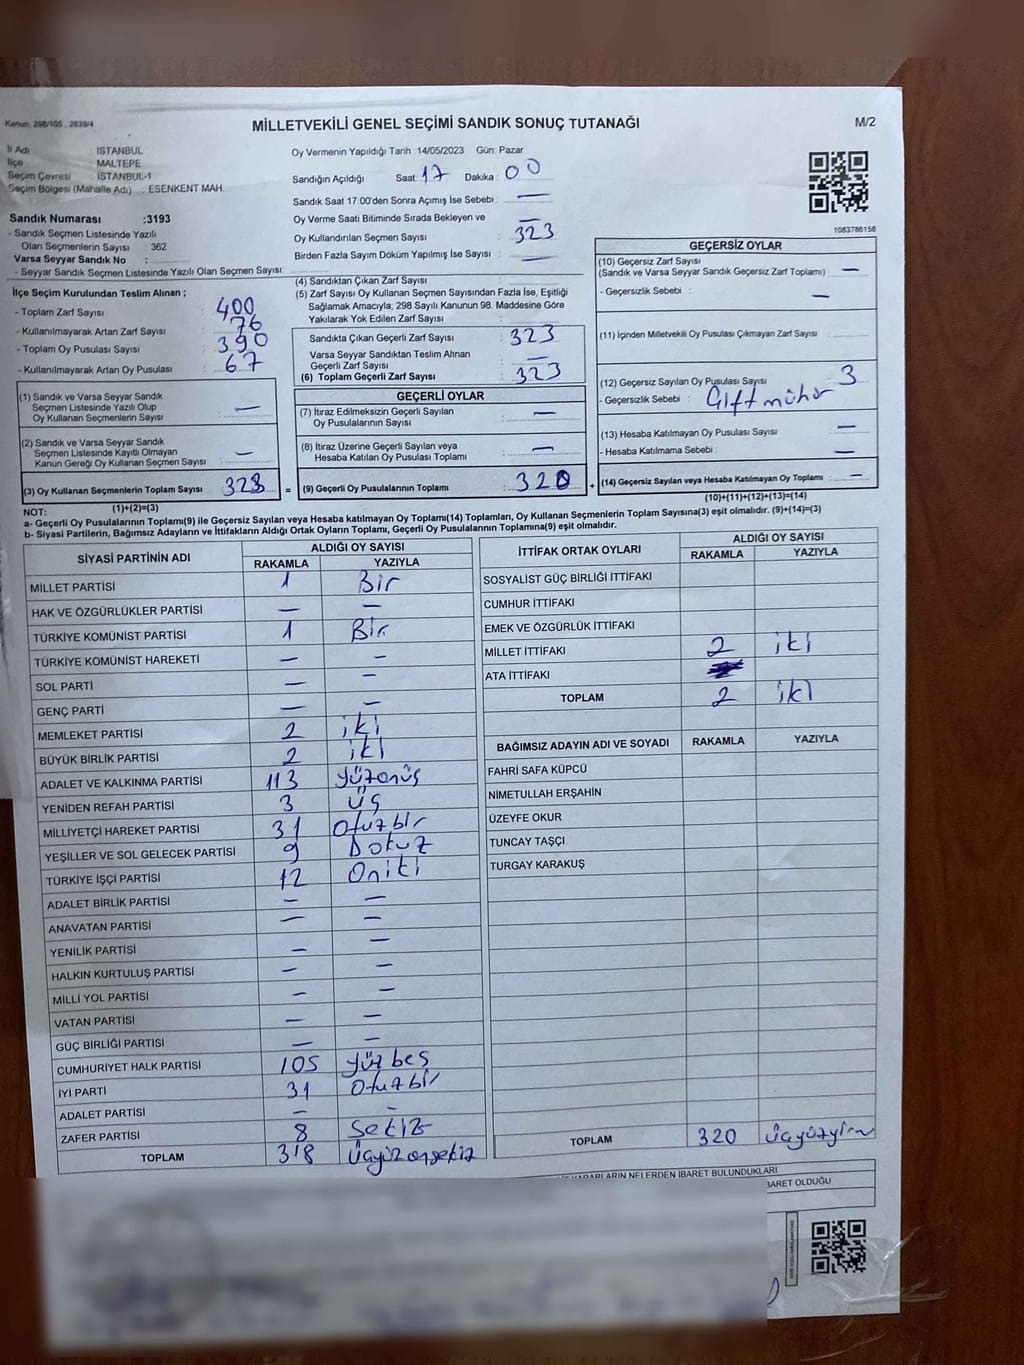 Kanun, 298/105 , 2839/4
MİLLETVEKİLİ GENEL SEÇİMİ SANDIK SONUÇ TUTANAĞI
M/2
İl Adı İSTANBUL
İlçe MALTEPE
Seçim Çevresi İSTANBUL-1
Seçim Bölgesi (Mahalle Adı) : ESENKENT MAH.
Sandık Numarası :3193
- Sandık Seçmen Listesinde Yazılı
Olan Seçmenlerin Sayısı : 362
Varsa Seyyar Sandık No :
- Seyyar Sandık Seçmen Listesinde Yazılı Olan Seçmen Sayısı:
Oy Vermenin Yapıldığı Tarih :14/05/2023 Gün: Pazar
Sandığın Açıldığı Saat: 17 Dakika : 00
Sandık Saat 17:00'den Sonra Açımış İse Sebebi : —
Oy Verme Saati Bitiminde Sırada Bekleyen ve —
Oy Kullandırılan Seçmen Sayısı 323
Birden Fazla Sayım Döküm Yapılmış İse Sayısı : —
1083786158
İlçe Seçim Kurulundan Teslim Alınan ;
- Toplam Zarf Sayısı : 400
- Kullanılmayarak Artan Zarf Sayısı : 76
- Toplam Oy Pusulası Sayısı : 390
- Kullanılmayarak Artan Oy Pusulası : 67
(4) Sandıktan Çıkan Zarf Sayısı :
(5) Zarf Sayısı Oy Kullanan Seçmen Sayısından Fazla İse, Eşitliği
Sağlamak Amacıyla; 298 Sayılı Kanunun 98. Maddesine Göre
Yakılarak Yok Edilen Zarf Sayısı :
Sandıkta Çıkan Geçerli Zarf Sayısı : 323
Varsa Seyyar Sandıktan Teslim Alınan —
Geçerli Zarf Sayısı :
(6) Toplam Geçerli Zarf Sayısı : 323
GEÇERSİZ OYLAR
(10) Geçersiz Zarf Sayısı
(Sandık ve Varsa Seyyar Sandık Geçersiz Zarf Toplamı) —
- Geçersizlik Sebebi : —
(11) İçinden Milletvekili Oy Pusulası Çıkmayan Zarf Sayısı
(12) Geçersiz Sayılan Oy Pusulası Sayısı 3
- Geçersizlik Sebebi : Çift mühür
(13) Hesaba Katılmayan Oy Pusulası Sayısı —
- Hesaba Katılmama Sebebi : —
(14) Geçersiz Sayılan veya Hesaba Katılmayan Oy Toplamı : —
(10)+(11)+(12)+(13)=(14)
(1) Sandık ve Varsa Seyyar Sandık
Seçmen Listesinde Yazılı Olup —
Oy Kullanan Seçmenlerin Sayısı
(2) Sandık ve Varsa Seyyar Sandık
Seçmen Listesinde Kayıtlı Olmayan —
Kanun Gereği Oy Kullanan Seçmen Sayısı
(3) Oy Kullanan Seçmenlerin Toplam Sayısı 323 =
(1)+(2)=(3)
GEÇERLİ OYLAR
(7) İtiraz Edilmeksizin Geçerli Sayılan —
Oy Pusulalarının Sayısı :
(8) İtiraz Üzerine Geçerli Sayılan veya —
Hesaba Katılan Oy Pusulası Toplamı :
(9) Geçerli Oy Pusulalarının Toplamı : 320 +
NOT:
a- Geçerli Oy Pusulalarının Toplamı(9) ile Geçersiz Sayılan veya Hesaba katılmayan Oy Toplamı(14) Toplamları, Oy Kullanan Seçmenlerin Toplam Sayısına(3) eşit olmalıdır. (9)+(14)=(3)
b- Siyasi Partilerin, Bağımsız Adayların ve İttifakların Aldığı Ortak Oyların Toplamı, Geçerli Oy Pusulalarının Toplamına(9) eşit olmalıdır.
SİYASİ PARTİNİN ADI ALDIĞI OY SAYISI
RAKAMLA YAZIYLA
MİLLET PARTİSİ 1 Bir
HAK VE ÖZGÜRLÜKLER PARTİSİ — —
TÜRKİYE KOMÜNİST PARTİSİ 1 Bir
TÜRKİYE KOMÜNİST HAREKETİ — —
SOL PARTİ — —
GENÇ PARTİ — —
MEMLEKET PARTİSİ 2 iki
BÜYÜK BİRLİK PARTİSİ 2 iki
ADALET VE KALKINMA PARTİSİ 113 Yüzonüç
YENİDEN REFAH PARTİSİ 3 üç
MİLLİYETÇİ HAREKET PARTİSİ 31 Otuzbir
YEŞİLLER VE SOL GELECEK PARTİSİ 9 Dokuz
TÜRKİYE İŞÇİ PARTİSİ 12 Oniki
ADALET BİRLİK PARTİSİ — —
ANAVATAN PARTİSİ — —
YENİLİK PARTİSİ — —
HALKIN KURTULUŞ PARTİSİ — —
MİLLİ YOL PARTİSİ — —
VATAN PARTİSİ — —
GÜÇ BİRLİĞİ PARTİSİ — —
CUMHURİYET HALK PARTİSİ 105 Yüz beş
İYİ PARTİ 31 Otuzbir
ADALET PARTİSİ — —
ZAFER PARTİSİ 8 Sekiz
TOPLAM 318 Üçyüz onsekiz
İTTİFAK ORTAK OYLARI ALDIĞI OY SAYISI
RAKAMLA YAZIYLA
SOSYALİST GÜÇ BİRLİĞİ İTTİFAKI
CUMHUR İTTİFAKI
EMEK VE ÖZGÜRLÜK İTTİFAKI
MİLLET İTTİFAKI 2 iki
ATA İTTİFAKI
TOPLAM 2 iki
BAĞIMSIZ ADAYIN ADI VE SOYADI RAKAMLA YAZIYLA
FAHRİ SAFA KÜPCÜ
NİMETULLAH ERŞAHİN
ÜZEYFE OKUR
TUNCAY TAŞÇI
TURGAY KARAKUŞ
TOPLAM 320 üçyüzyirmi
KARARLARIN NELERDEN İBARET BULUNDUKLARI
BARET OLDUĞU